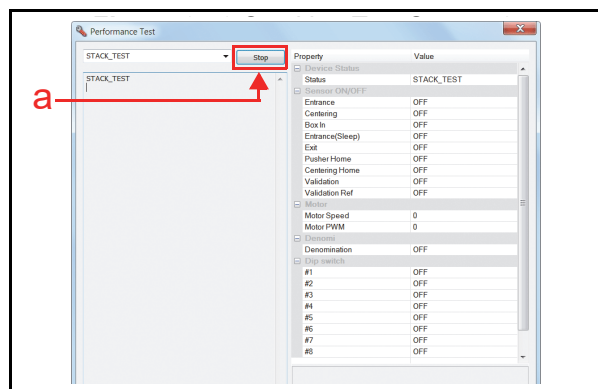 Performance Test
STACK_TEST
Stop
STACK_TEST
a
Property Value
Device Status
Status STACK_TEST
Sensor ON/OFF
Entrance OFF
Centering OFF
Box In OFF
Entrance(Sleep) OFF
Exit OFF
Pusher Home OFF
Centering Home OFF
Validation OFF
Validation Ref OFF
Motor
Motor Speed 0
Motor PWM 0
Denomi
Denomination OFF
Dip switch
#1 OFF
#2 OFF
#3 OFF
#4 OFF
#5 OFF
#6 OFF
#7 OFF
#8 OFF